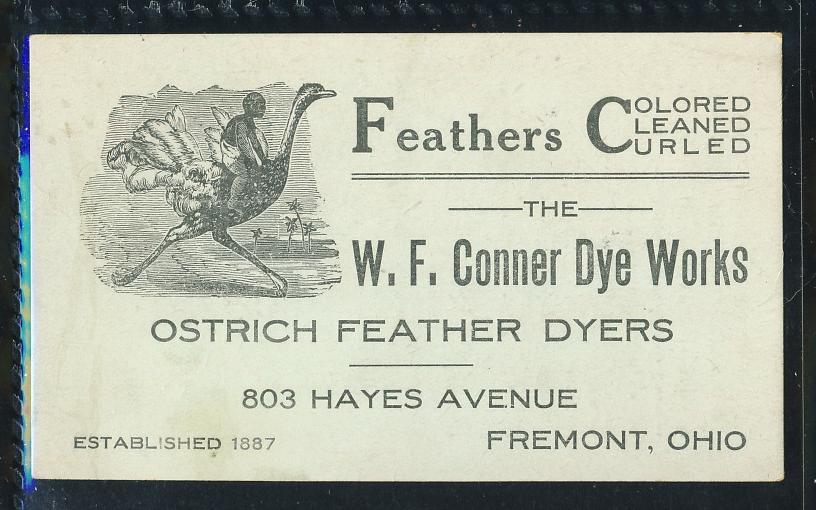 Feathers COLORED
CLEANED
CURLED
THE
W. F. Conner Dye Works
OSTRICH FEATHER DYERS
803 HAYES AVENUE
ESTABLISHED 1887
FREMONT, OHIO